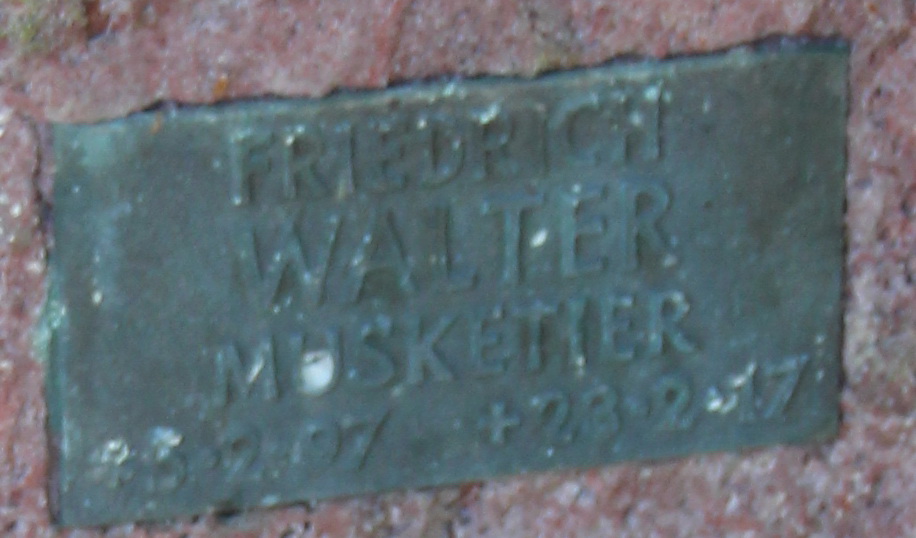 FRIEDRICH
WALTER
MUSKETIER
+23·2·17